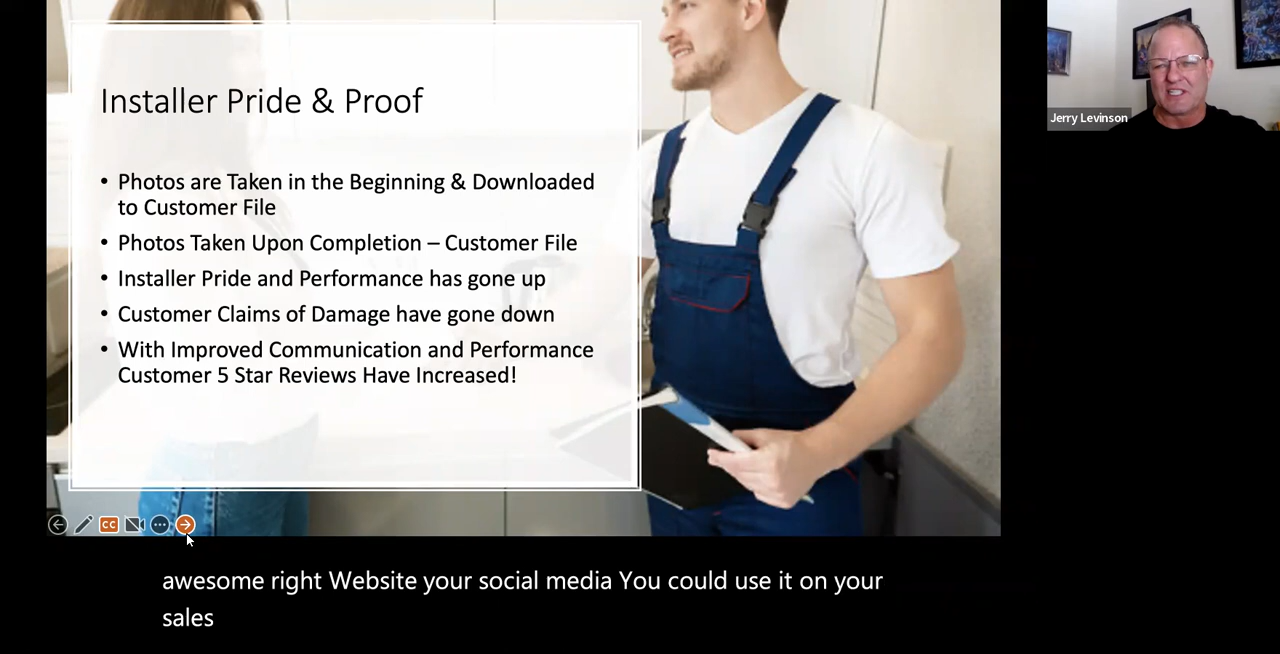 Installer Pride & Proof
• Photos are Taken in the Beginning & Downloaded
to Customer File
• Photos Taken Upon Completion – Customer File
• Installer Pride and Performance has gone up
• Customer Claims of Damage have gone down
• With Improved Communication and Performance
Customer 5 Star Reviews Have Increased!
Jerry Levinson
CC
awesome right Website your social media You could use it on your
sales